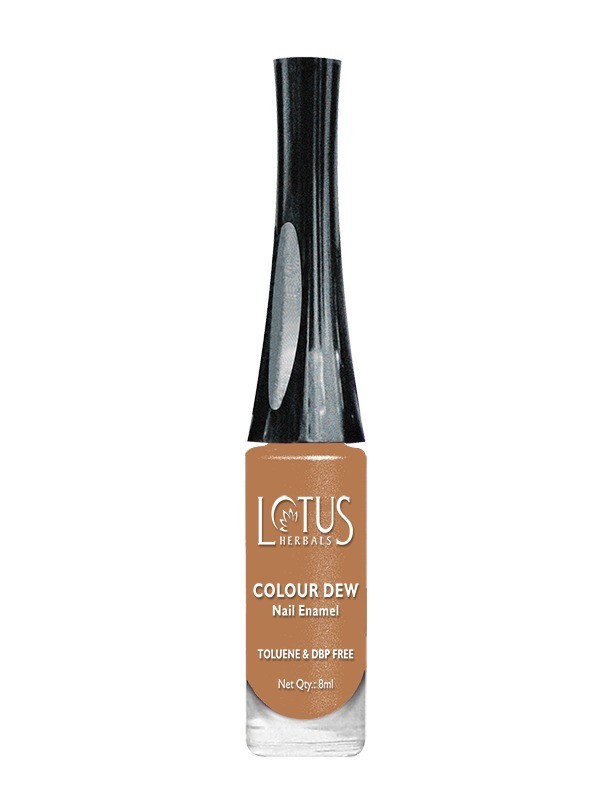 LOTUS
HERBALS
COLOUR DEW
Nail Enamel
TOLUENE & DBP FREE
Net Qty.: 8ml